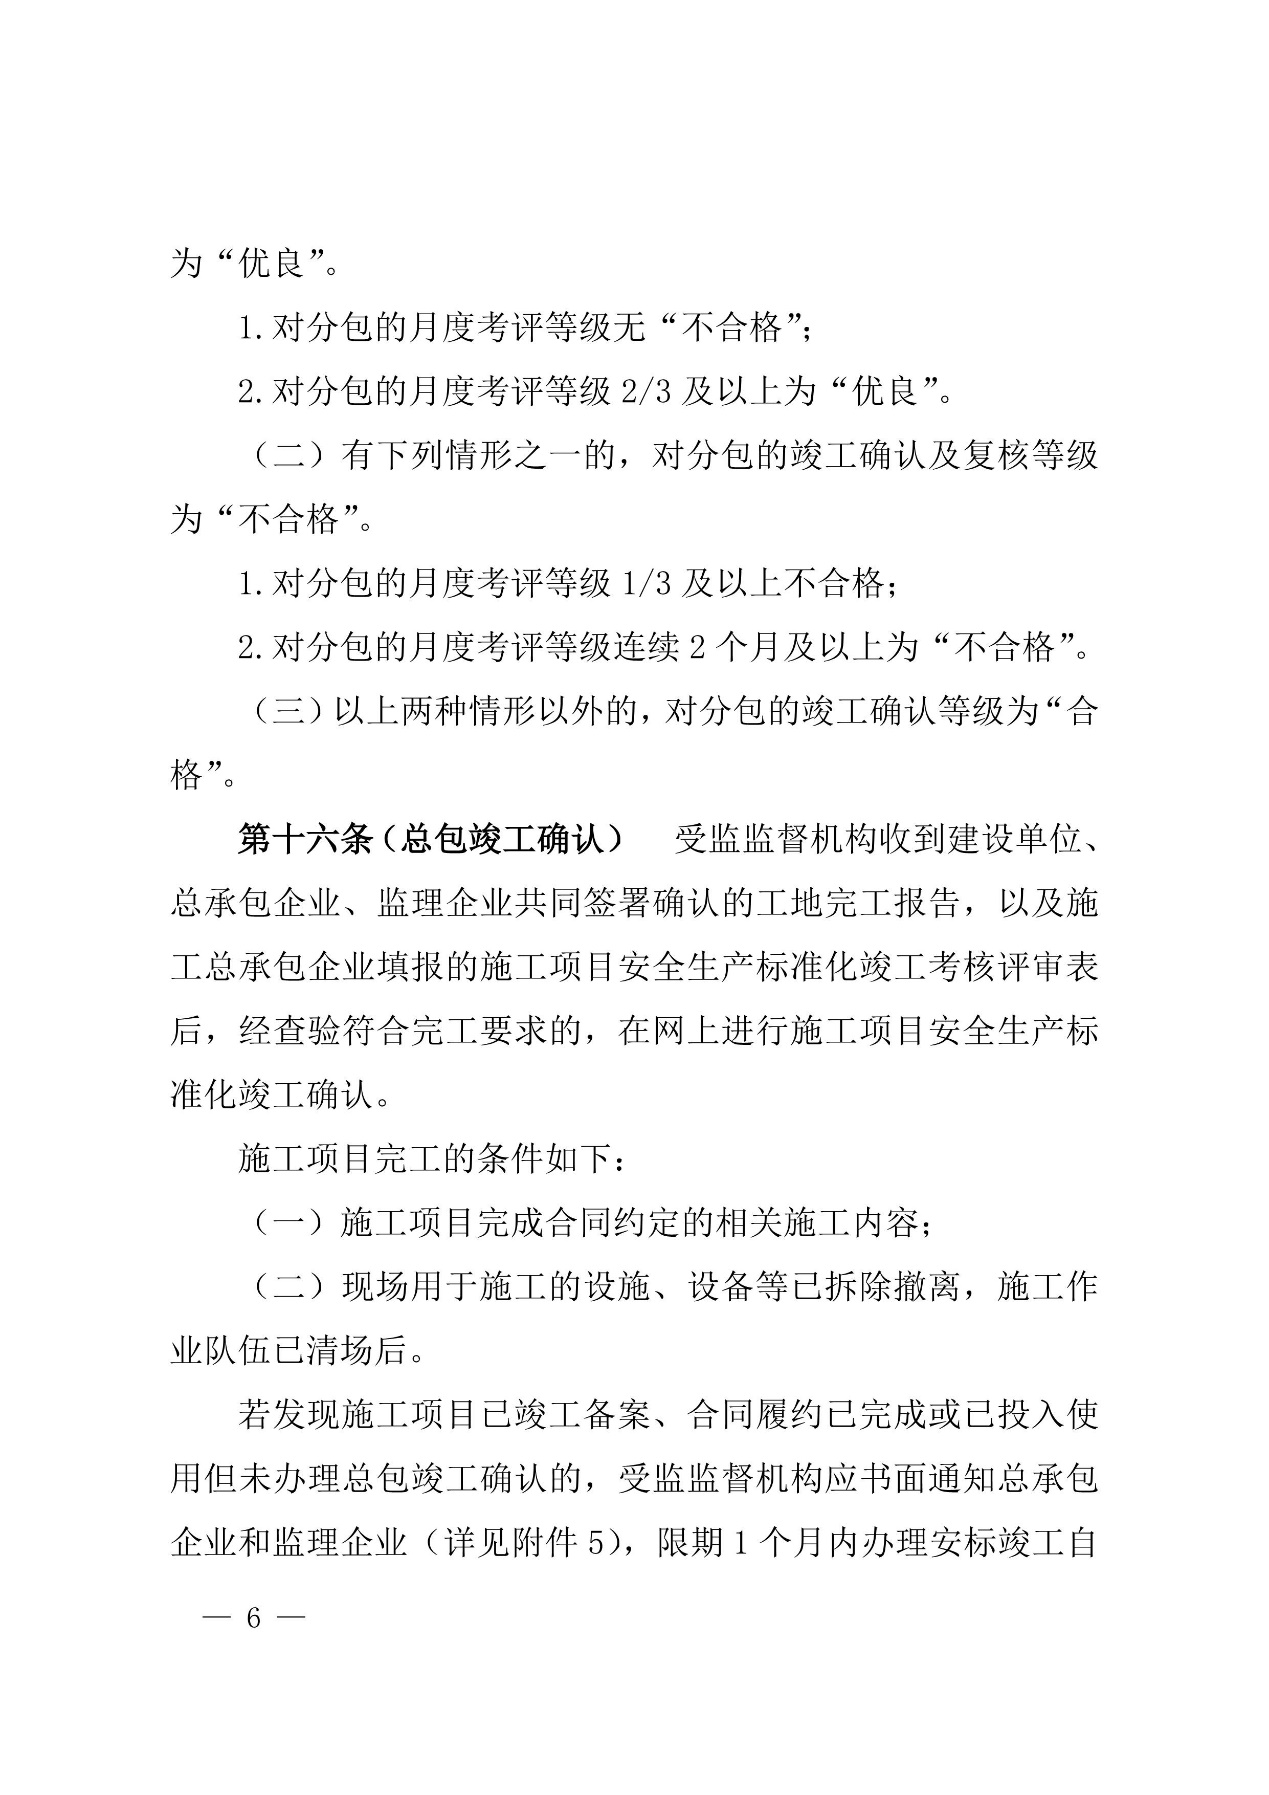 为“优良”。
1.对分包的月度考评等级无“不合格”；
2.对分包的月度考评等级 2/3 及以上为“优良”。
（二）有下列情形之一的，对分包的竣工确认及复核等级
为“不合格”。
1.对分包的月度考评等级 1/3 及以上不合格；
2.对分包的月度考评等级连续 2 个月及以上为“不合格”。
（三）以上两种情形以外的，对分包的竣工确认等级为“合
格”。
第十六条（总包竣工确认）　受监监督机构收到建设单位、
总承包企业、监理企业共同签署确认的工地完工报告，以及施
工总承包企业填报的施工项目安全生产标准化竣工考核评审表
后，经查验符合完工要求的，在网上进行施工项目安全生产标
准化竣工确认。
施工项目完工的条件如下：
（一）施工项目完成合同约定的相关施工内容；
（二）现场用于施工的设施、设备等已拆除撤离，施工作
业队伍已清场后。
若发现施工项目已竣工备案、合同履约已完成或已投入使
用但未办理总包竣工确认的，受监监督机构应书面通知总承包
企业和监理企业（详见附件 5），限期 1 个月内办理安标竣工自
— 6 —